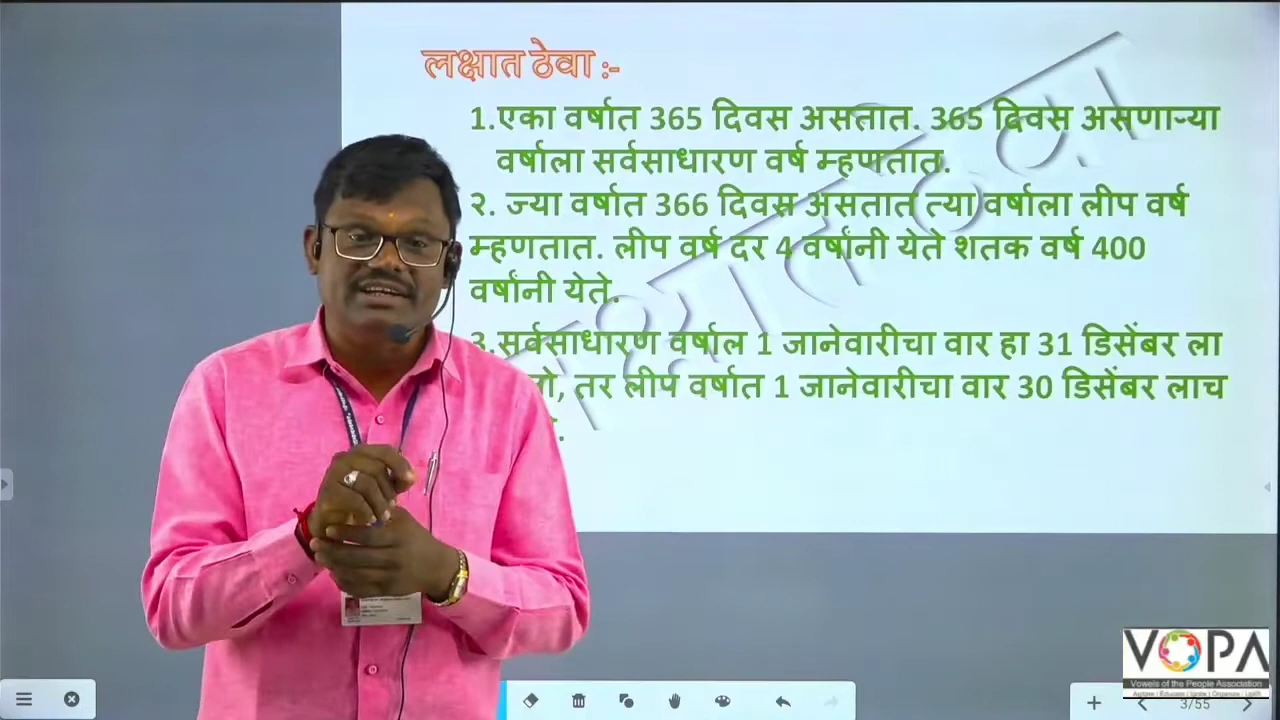 लक्षात ठेवा :-
1.एका वर्षात 365 दिवस असतात. 365 दिवस असणाऱ्या
वर्षाला सर्वसाधारण वर्ष म्हणतात.
२. ज्या वर्षात 366 दिवस असतात त्या वर्षाला लीप वर्ष
म्हणतात. लीप वर्ष दर 4 वर्षांनी येते शतक वर्ष 400
वर्षांनी येते.
3.सर्वसाधारण वर्षाल 1 जानेवारीचा वार हा 31 डिसेंबर ला
तर लीप वर्षात 1 जानेवारीचा वार 30 डिसेंबर लाच
VOPA
Vowels of the People Association
3/55